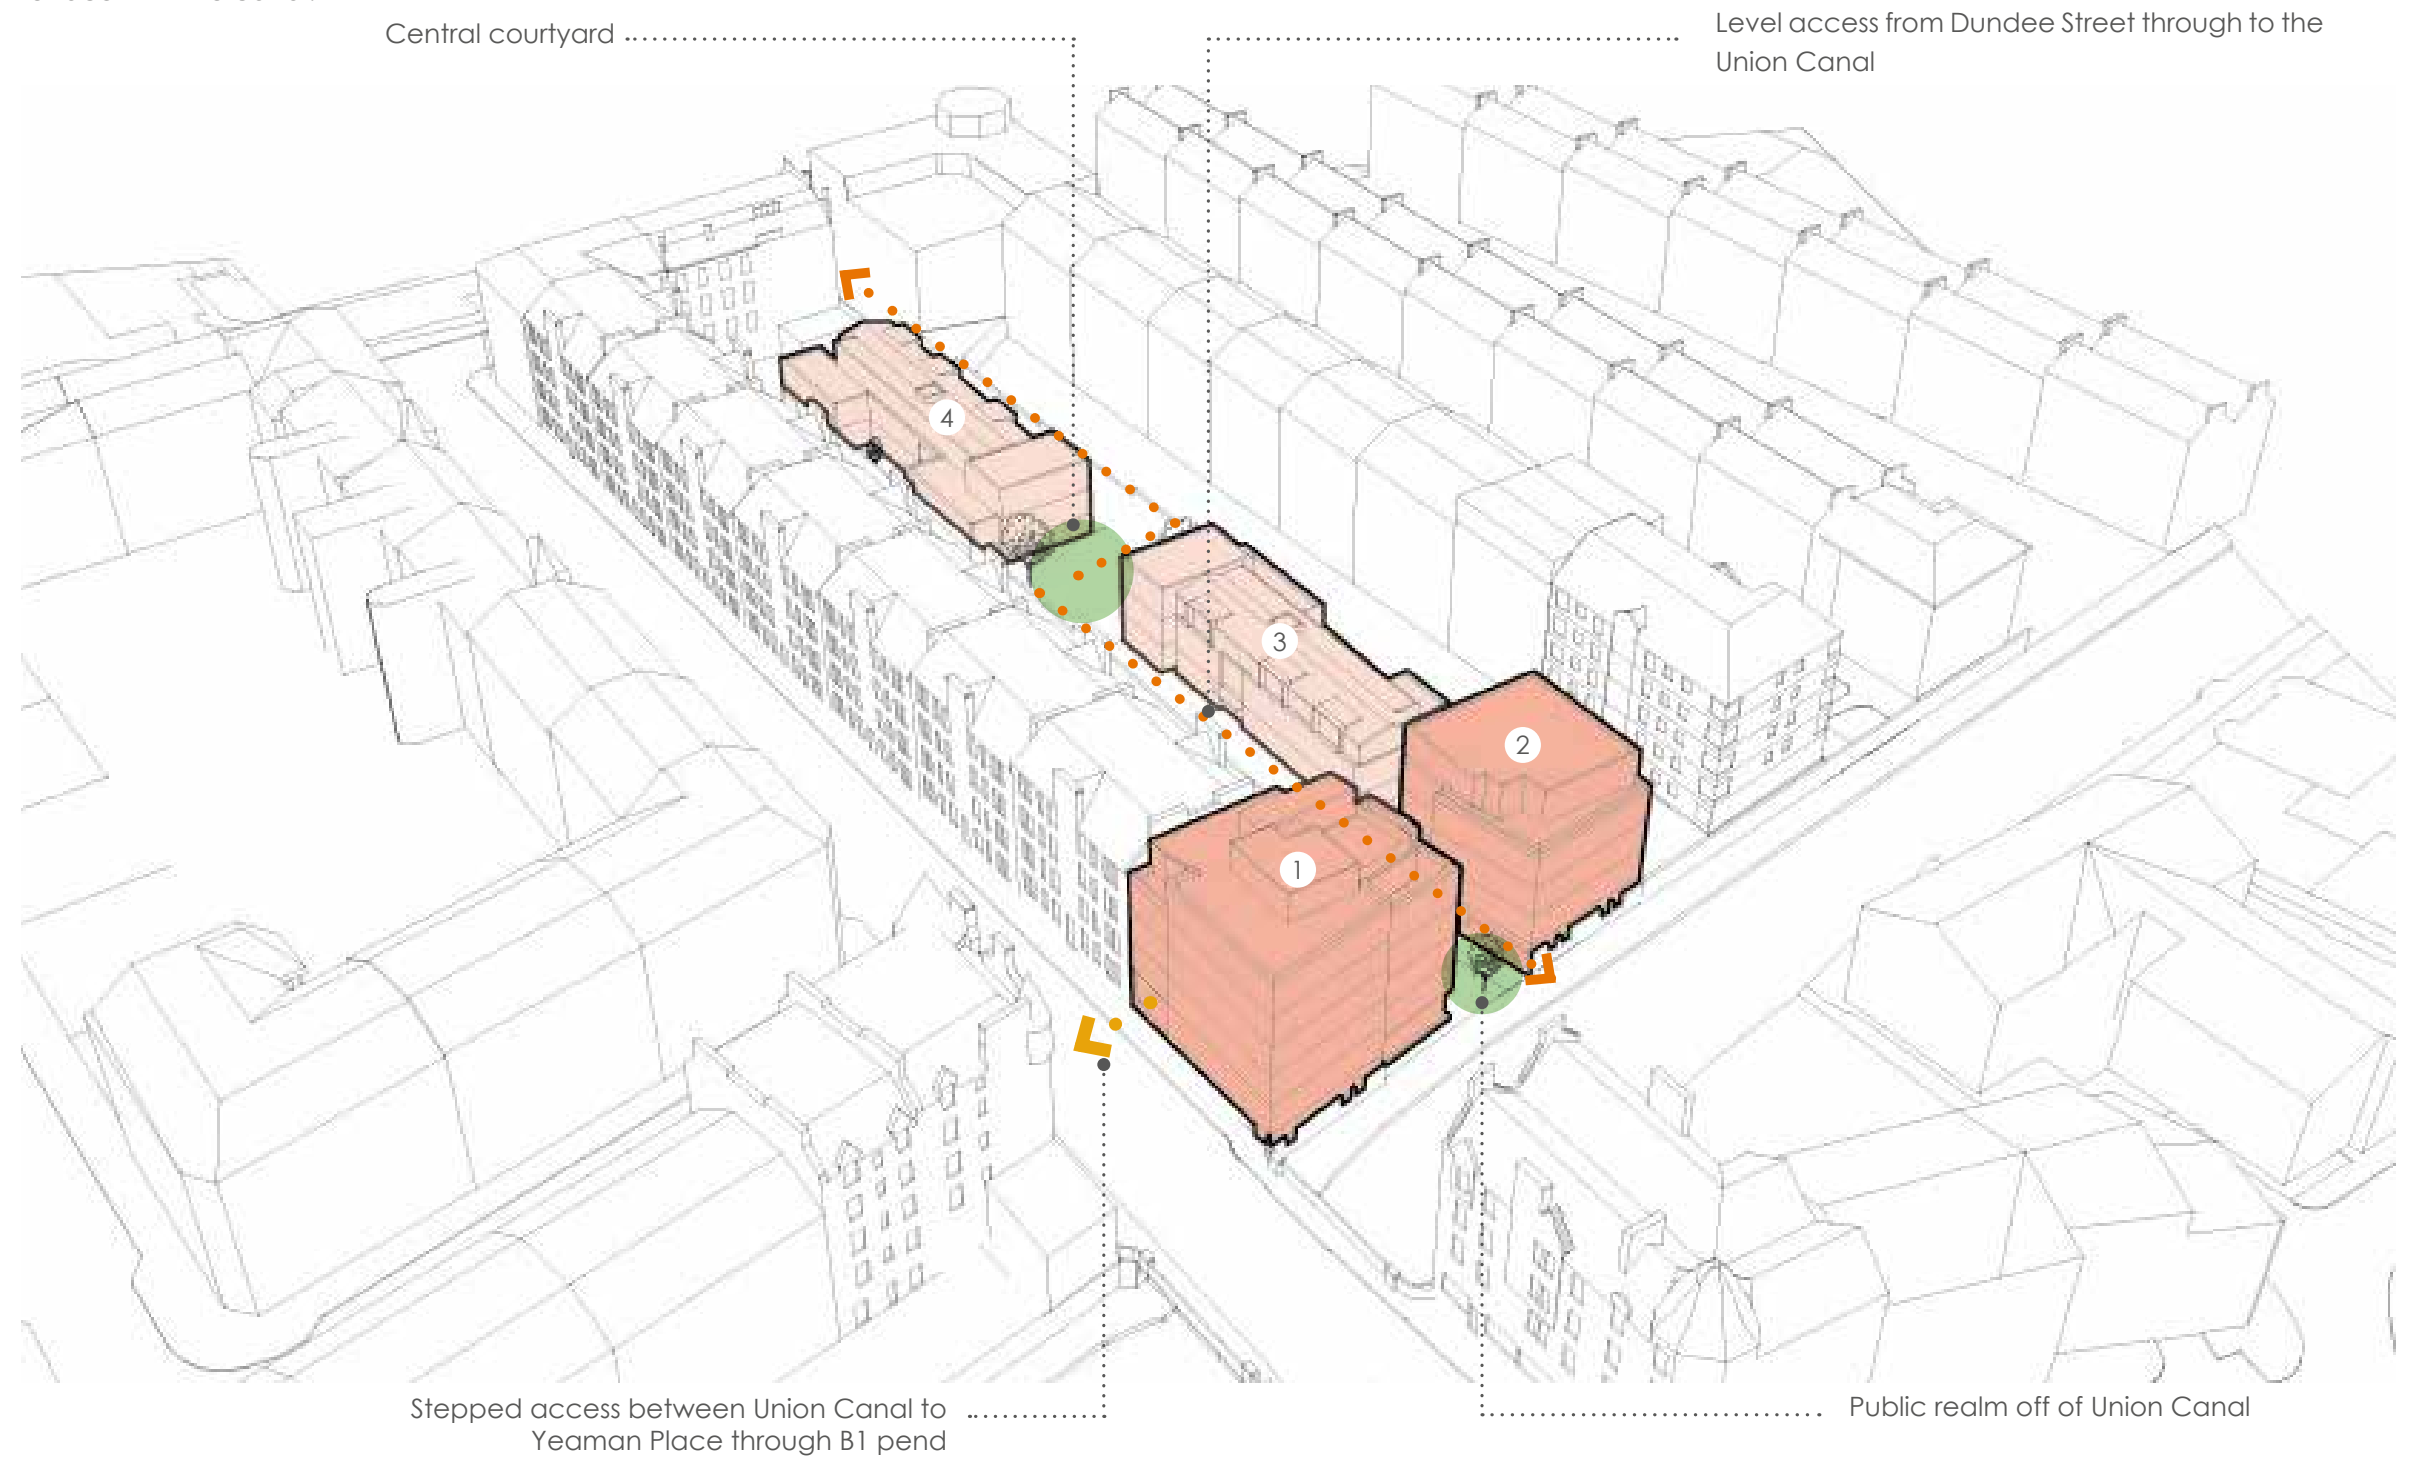 Central courtyard
Level access from Dundee Street through to the
Union Canal
4
3
2
1
Stepped access between Union Canal to
Yeaman Place through B1 pend
Public realm off of Union Canal